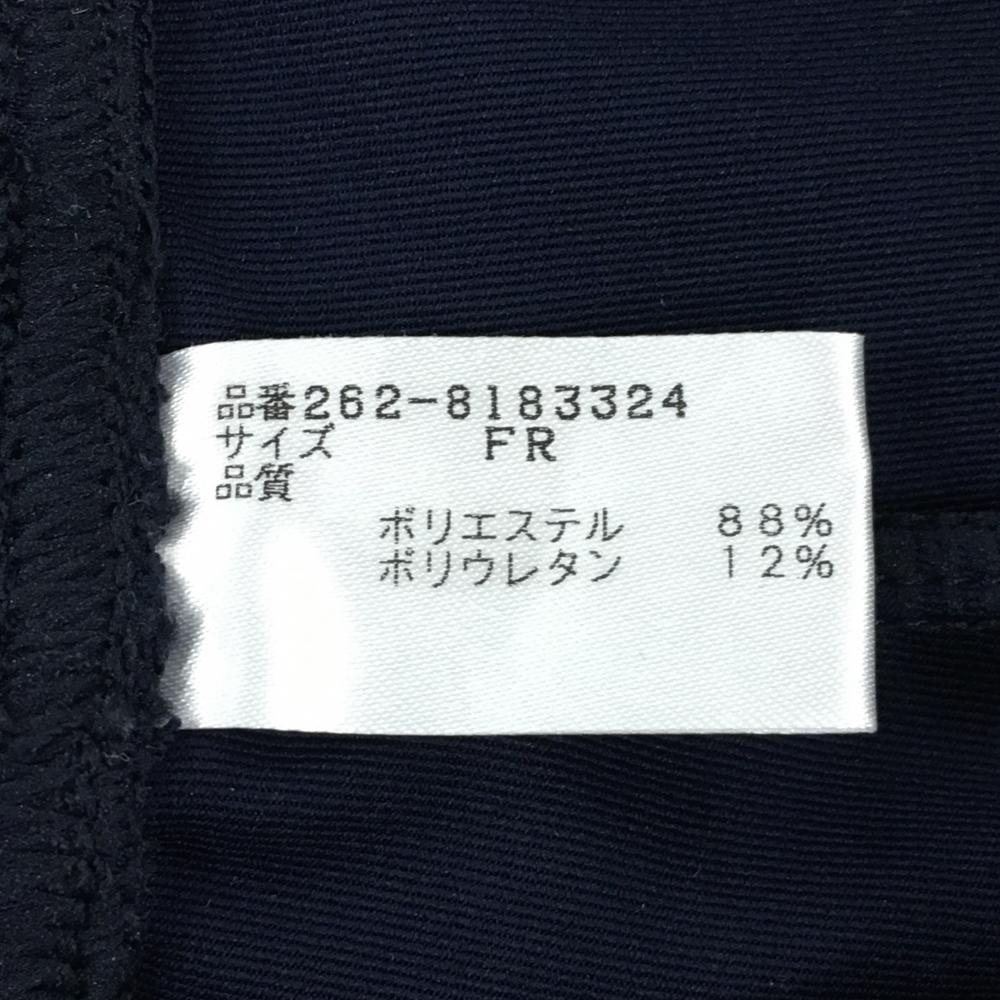 品番262-8183324
サイズ FR
品質
ポリエステル 88%
ポリウレタン 12%